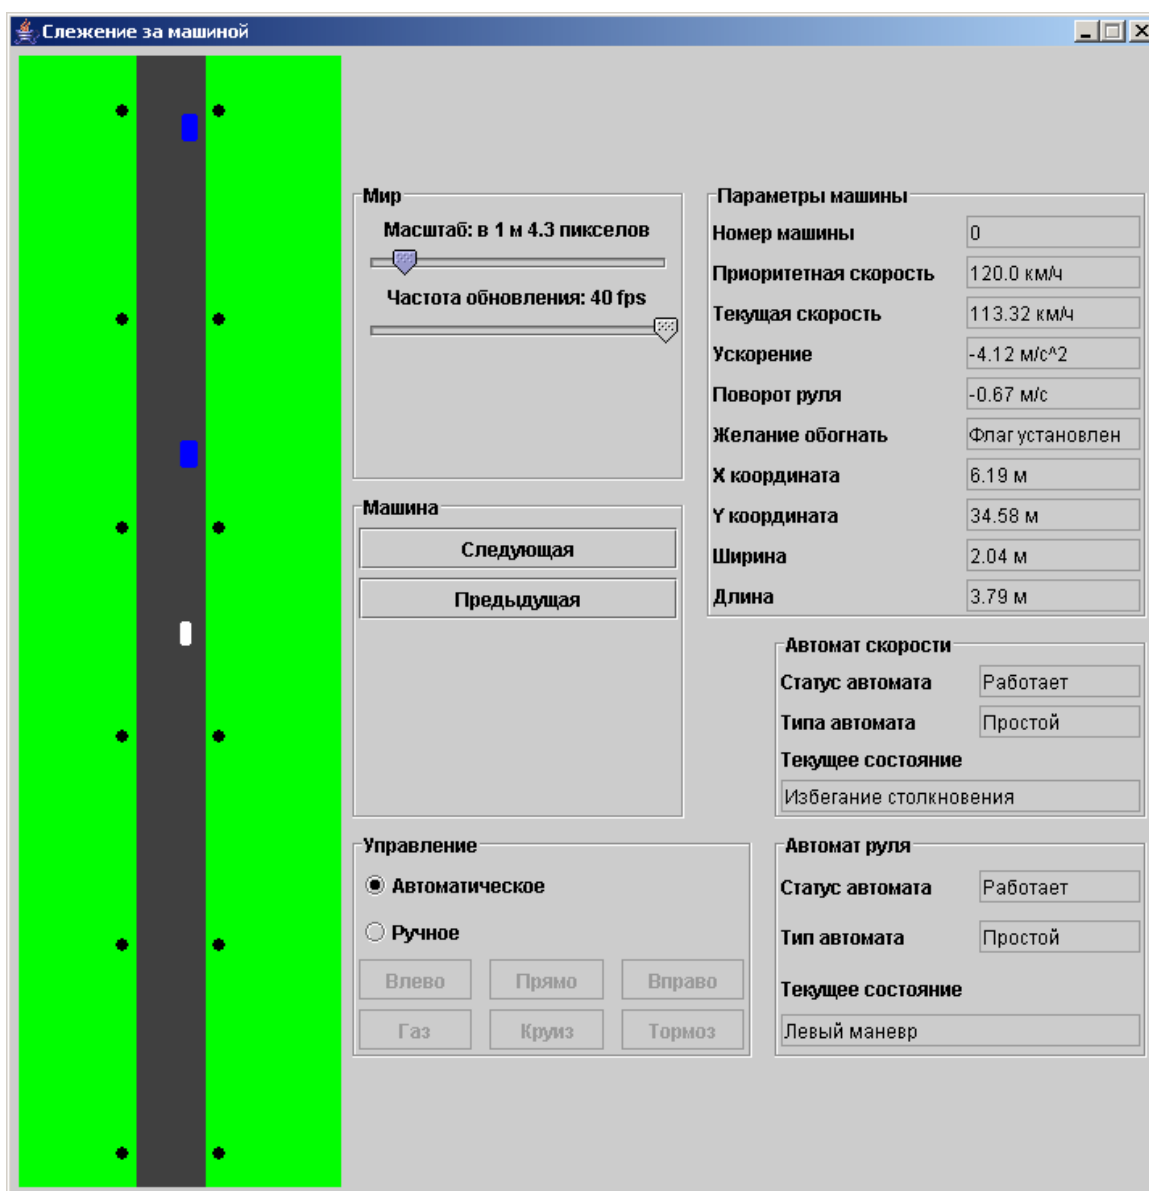 Слежение за машиной
Мир
Масштаб: в 1 м 4.3 пикселов
Частота обновления: 40 fps
Машина
Следующая
Предыдущая
Управление
Автоматическое
Ручное
Влево Прямо Вправо
Газ Круиз Тормоз
Параметры машины
Номер машины 0
Приоритетная скорость 120.0 км/ч
Текущая скорость 113.32 км/ч
Ускорение -4.12 м/с^2
Поворот руля -0.67 м/с
Желание обогнать Флаг установлен
X координата 6.19 м
Y координата 34.58 м
Ширина 2.04 м
Длина 3.79 м
Автомат скорости
Статус автомата Работает
Типа автомата Простой
Текущее состояние
Избегание столкновения
Автомат руля
Статус автомата Работает
Тип автомата Простой
Текущее состояние
Левый маневр